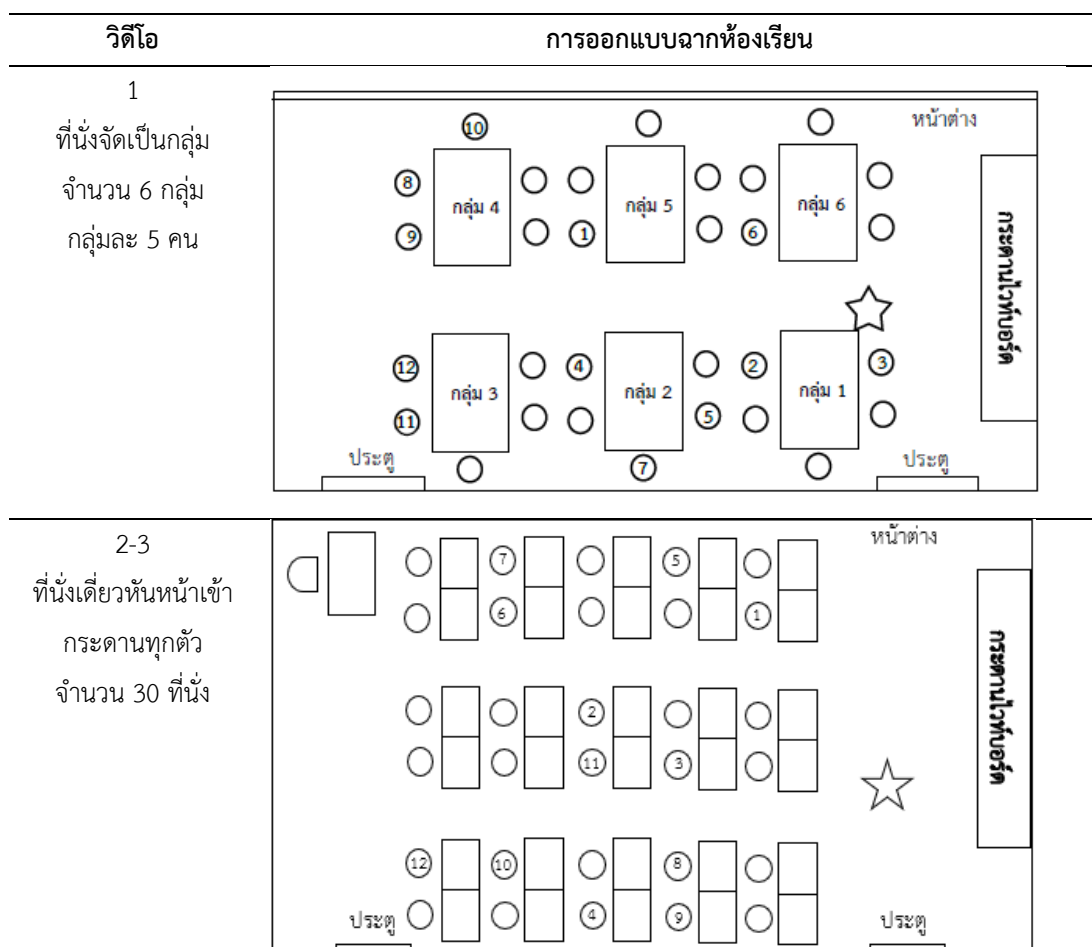 วิดีโอ
การออกแบบฉากห้องเรียน
1
ที่นั่งจัดเป็นกลุ่ม
จำนวน 6 กลุ่ม
กลุ่มละ 5 คน
หน้าต่าง
10
8
กลุ่ม 4
กลุ่ม 5
กลุ่ม 6
9
1
6
กระดานไวท์บอร์ด
12
4
2
3
กลุ่ม 3
กลุ่ม 2
กลุ่ม 1
11
5
ประตู
7
ประตู
2-3
ที่นั่งเดี่ยวหันหน้าเข้า
กระดานทุกตัว
จำนวน 30 ที่นั่ง
หน้าต่าง
7
5
6
1
กระดานไวท์บอร์ด
2
11
3
12
10
8
4
9
ประตู
ประตู